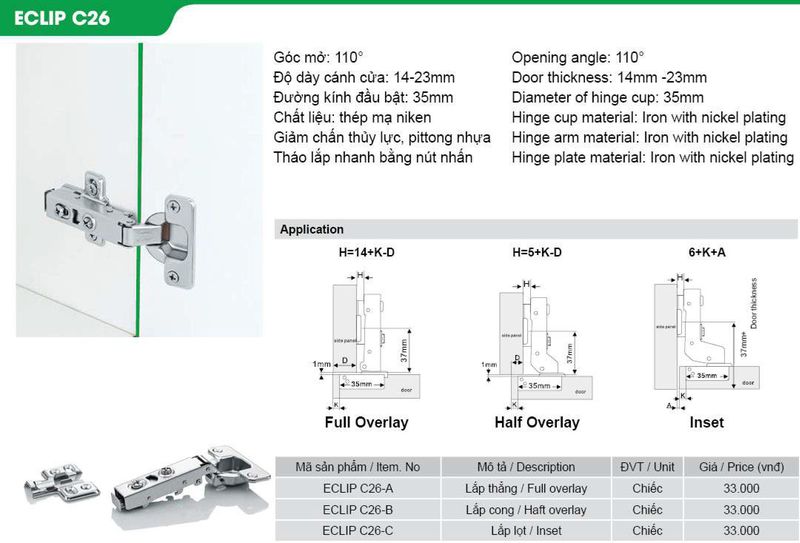 ECLIP C26
Góc mở: 110°
Độ dày cánh cửa: 14-23mm
Đường kính đầu bật: 35mm
Chất liệu: thép mạ niken
Giảm chấn thủy lực, pittong nhựa
Tháo lắp nhanh bằng nút nhấn
Opening angle: 110°
Door thickness: 14mm -23mm
Diameter of hinge cup: 35mm
Hinge cup material: Iron with nickel plating
Hinge arm material: Iron with nickel plating
Hinge plate material: Iron with nickel plating
Application
H=14+K-D
H
side panel
37mm
1mm
D
35mm
door
K
Full Overlay
H=5+K-D
H
side panel
37mm
1mm
D
35mm
door
K
Half Overlay
6+K+A
H
Door thickness
side panel
37mm+
35mm
door
K
A
Inset
Mã sản phẩm / Item. No Mô tả / Description ĐVT / Unit Giá / Price (vnđ)
ECLIP C26-A Lắp thẳng / Full overlay Chiếc 33.000
ECLIP C26-B Lắp cong / Haft overlay Chiếc 33.000
ECLIP C26-C Lắp lọt / Inset Chiếc 33.000